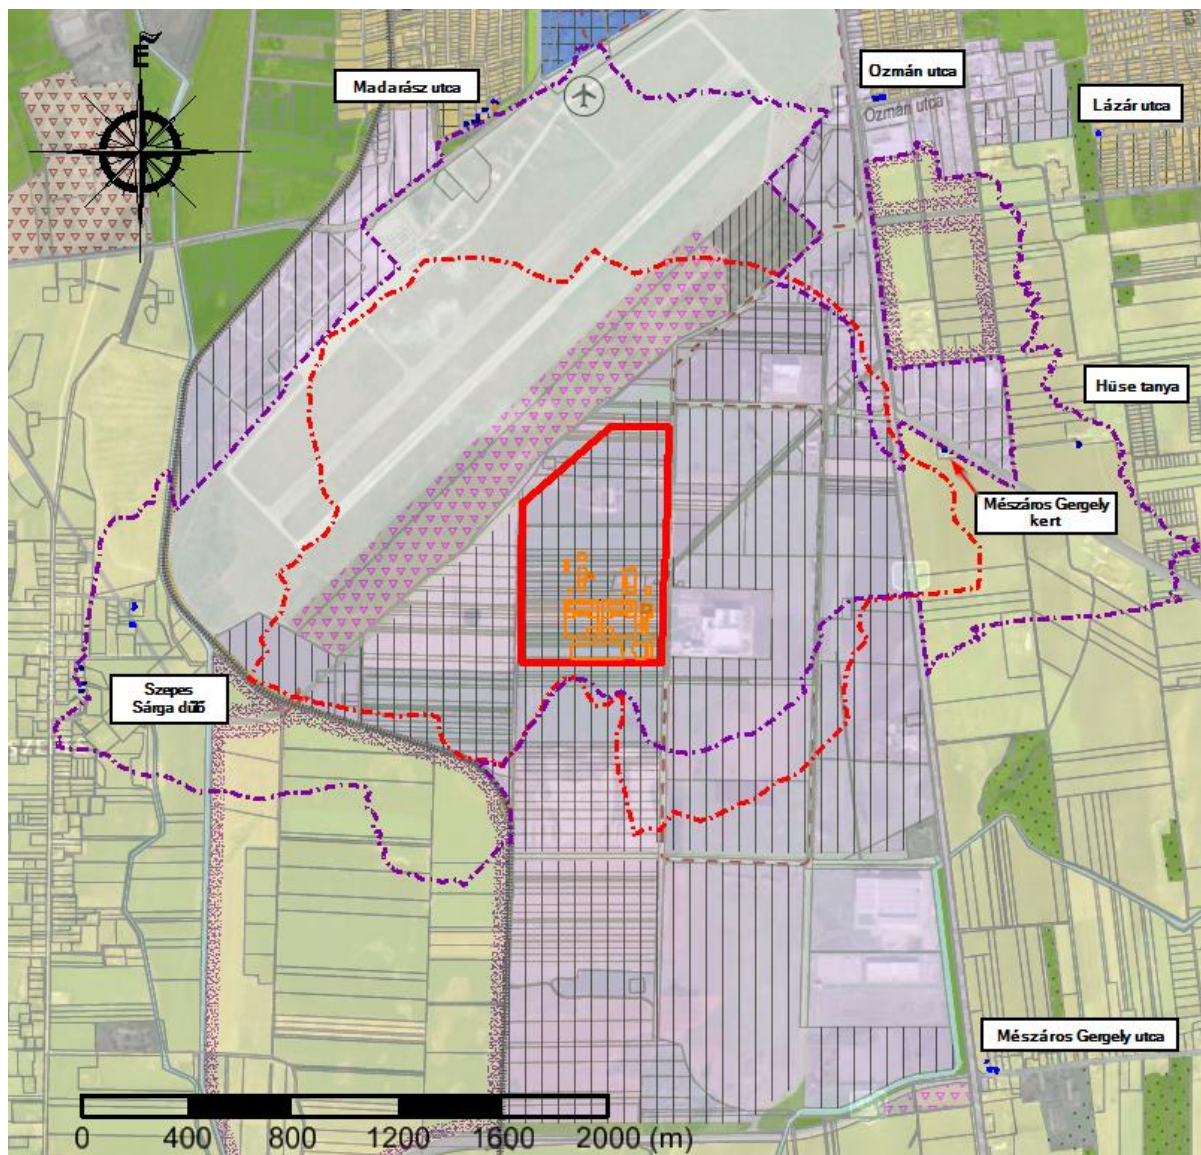 É
Madarász utca
Ozmán utca
Ozmán utca
Lázár utca
Hüse tanya
Mészáros Gergely
kert
Szepes
Sárga dűlő
Mészáros Gergely utca
0 400 800 1200 1600 2000 (m)